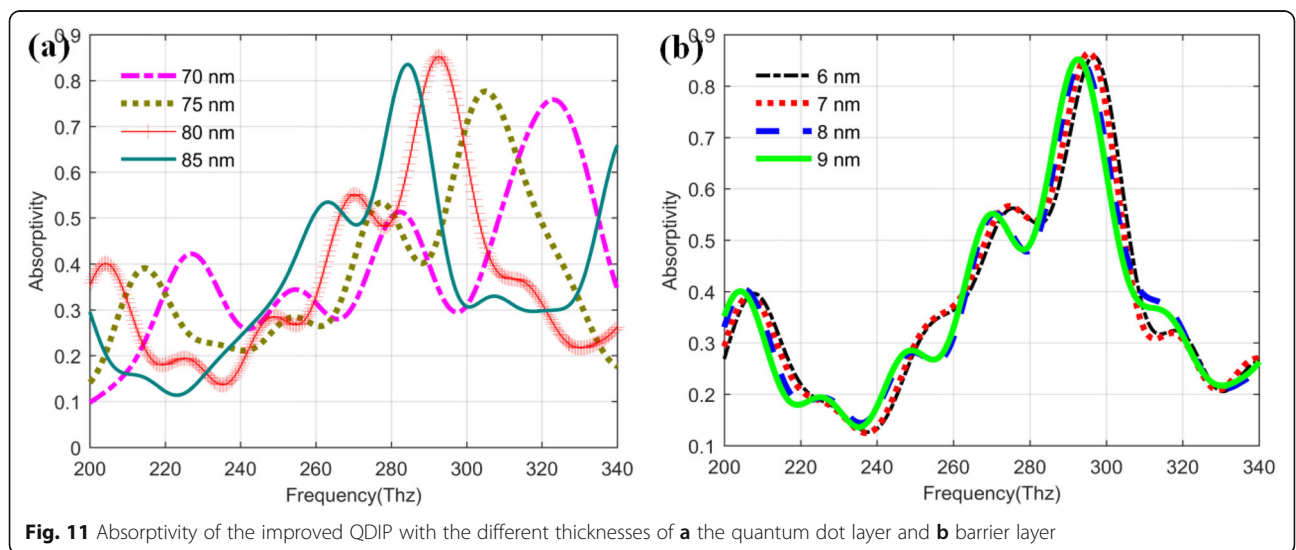 (a)
0.9
0.8
0.7
0.6
0.5
0.4
0.3
0.2
0.1
0
Absorptivity
70 nm
75 nm
80 nm
85 nm
200 220 240 260 280 300 320 340
Frequency(Thz)
(b)
0.9
0.8
0.7
0.6
0.5
0.4
0.3
0.2
0.1
Absorptivity
6 nm
7 nm
8 nm
9 nm
200 220 240 260 280 300 320 340
Frequency(Thz)
Fig. 11 Absorptivity of the improved QDIP with the different thicknesses of a the quantum dot layer and b barrier layer